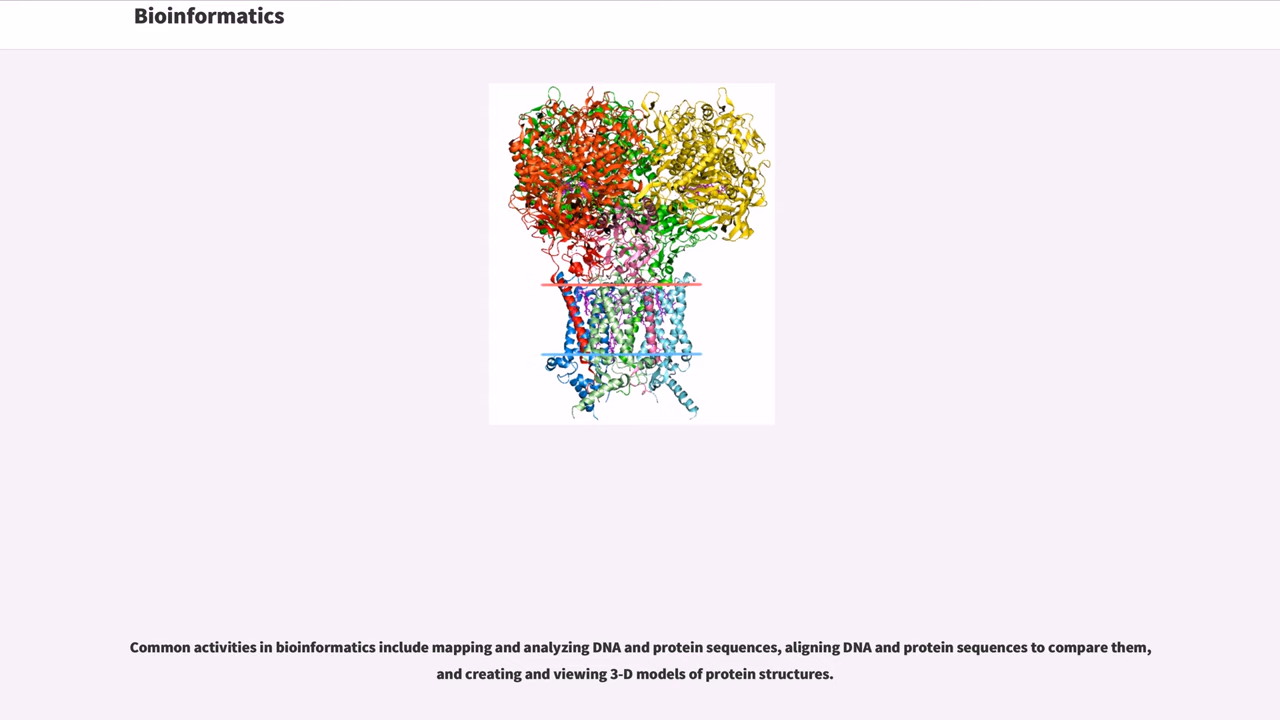 Bioinformatics
Common activities in bioinformatics include mapping and analyzing DNA and protein sequences, aligning DNA and protein sequences to compare them,
and creating and viewing 3-D models of protein structures.